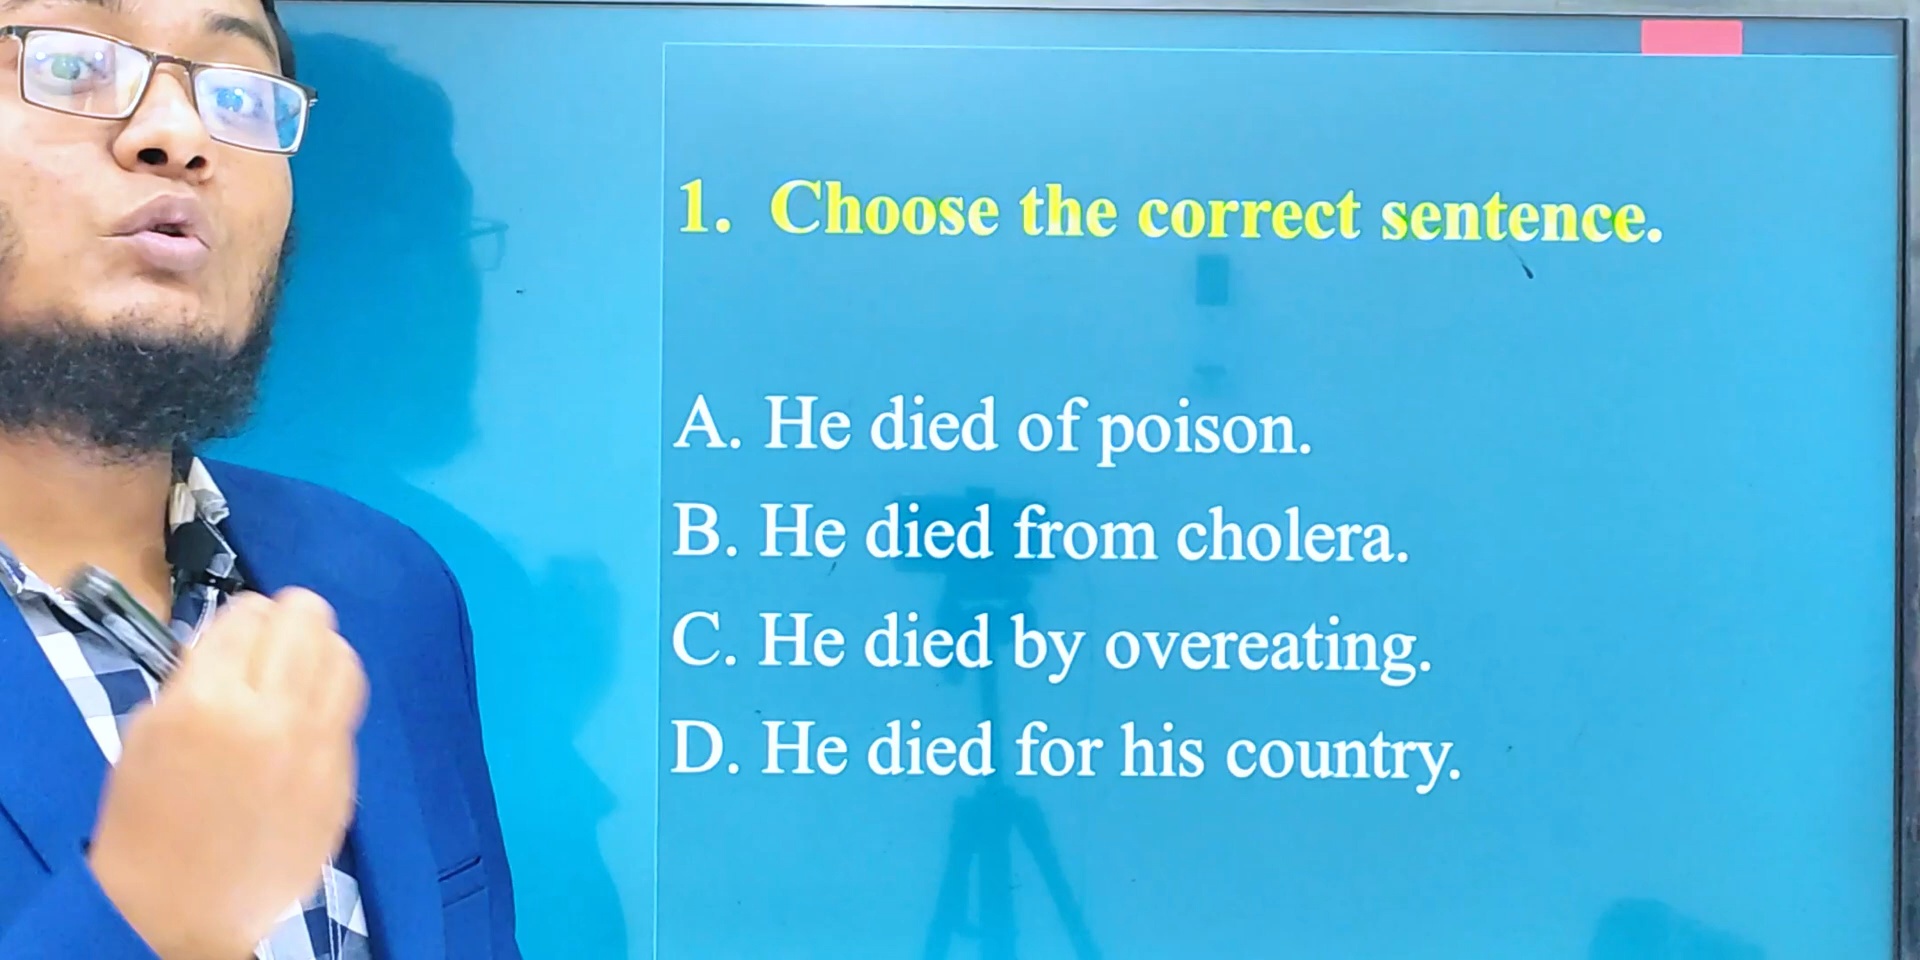 1. Choose the correct sentence.
A. He died of poison.
B. He died from cholera.
C. He died by overeating.
D. He died for his country.